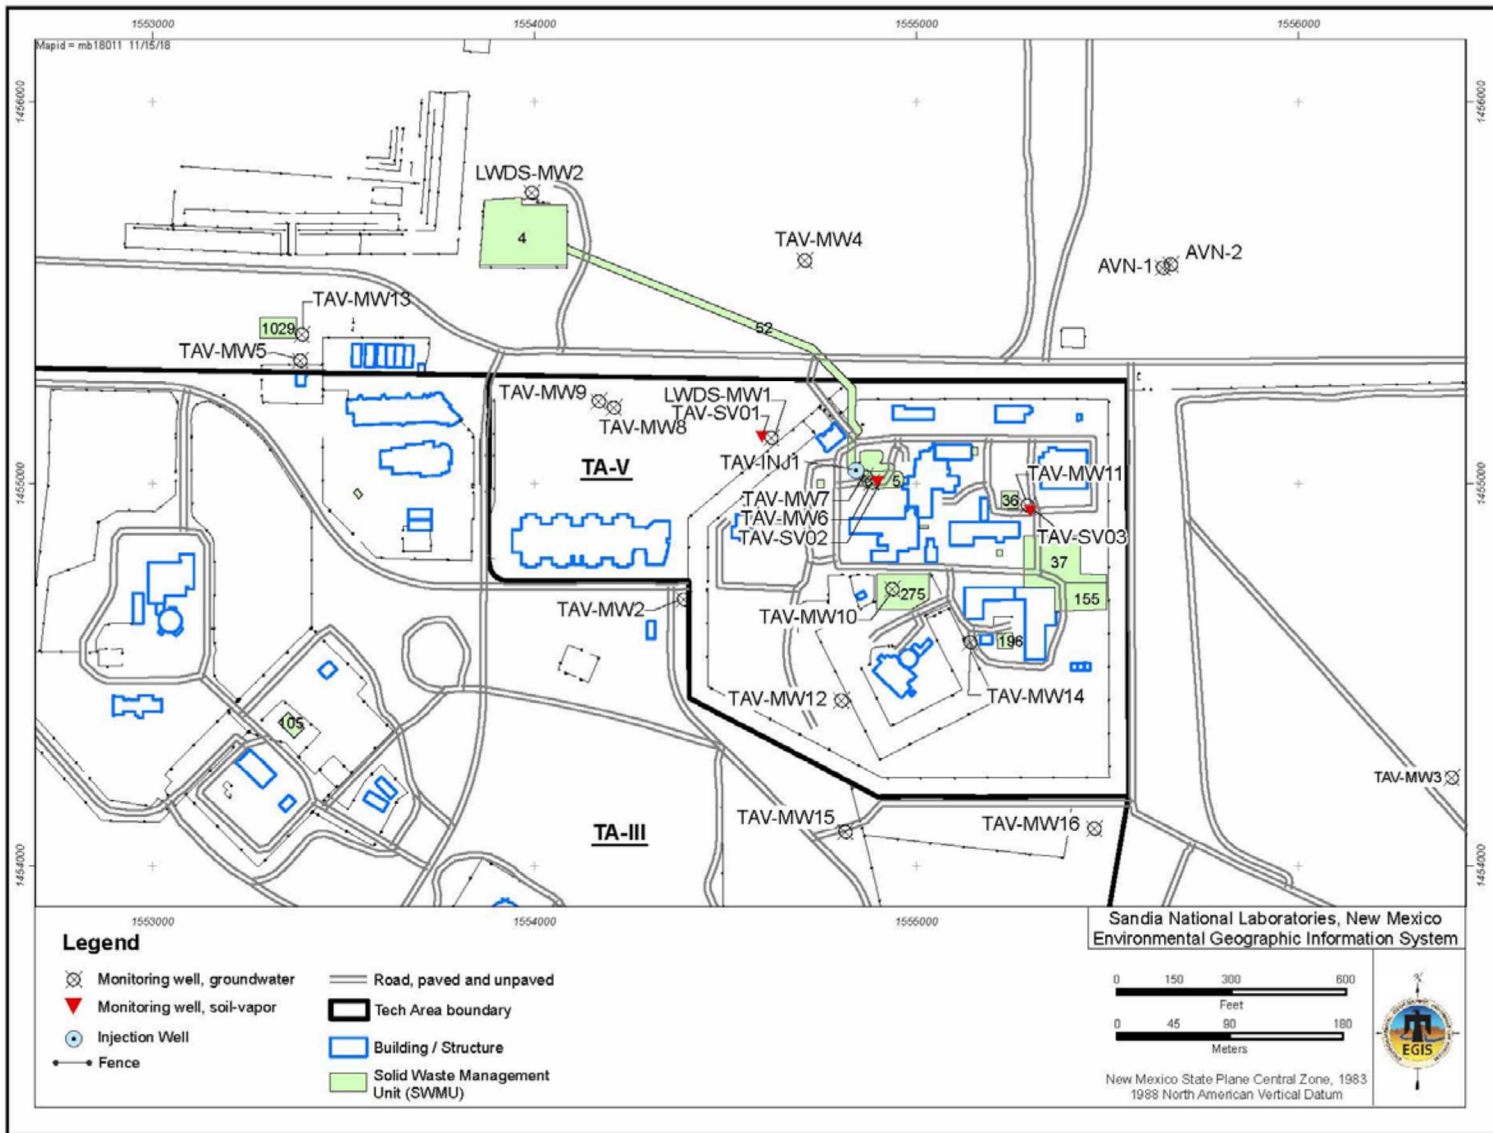 1553000 1554000 1555000 1556000
Mapid = mb18011 11/15/18
1456000 1456000
LWDS-MW2
4
TAV-MW4
AVN-1 AVN-2
TAV-MW13
1029
52
TAV-MW5
TAV-MW9
LWDS-MW1
TAV-SV01
TAV-MW8
TA-V
TAV-INJ1
TAV-MW11
1455000 1455000
5
TAV-MW7
36
TAV-MW6
TAV-SV02
TAV-SV03
37
275
155
TAV-MW2
TAV-MW10
196
TAV-MW12
TAV-MW14
105
TAV-MW3
TAV-MW15
TAV-MW16
TA-III
1454000 1454000
1553000 1554000 1555000
Sandia National Laboratories, New Mexico
Environmental Geographic Information System
Legend
Monitoring well, groundwater
Monitoring well, soil-vapor
Injection Well
Fence
Road, paved and unpaved
Tech Area boundary
Building / Structure
Solid Waste Management
Unit (SWMU)
0 150 300 600
Feet
0 45 90 180
Meters
New Mexico State Plane Central Zone, 1983
1988 North American Vertical Datum
EGIS